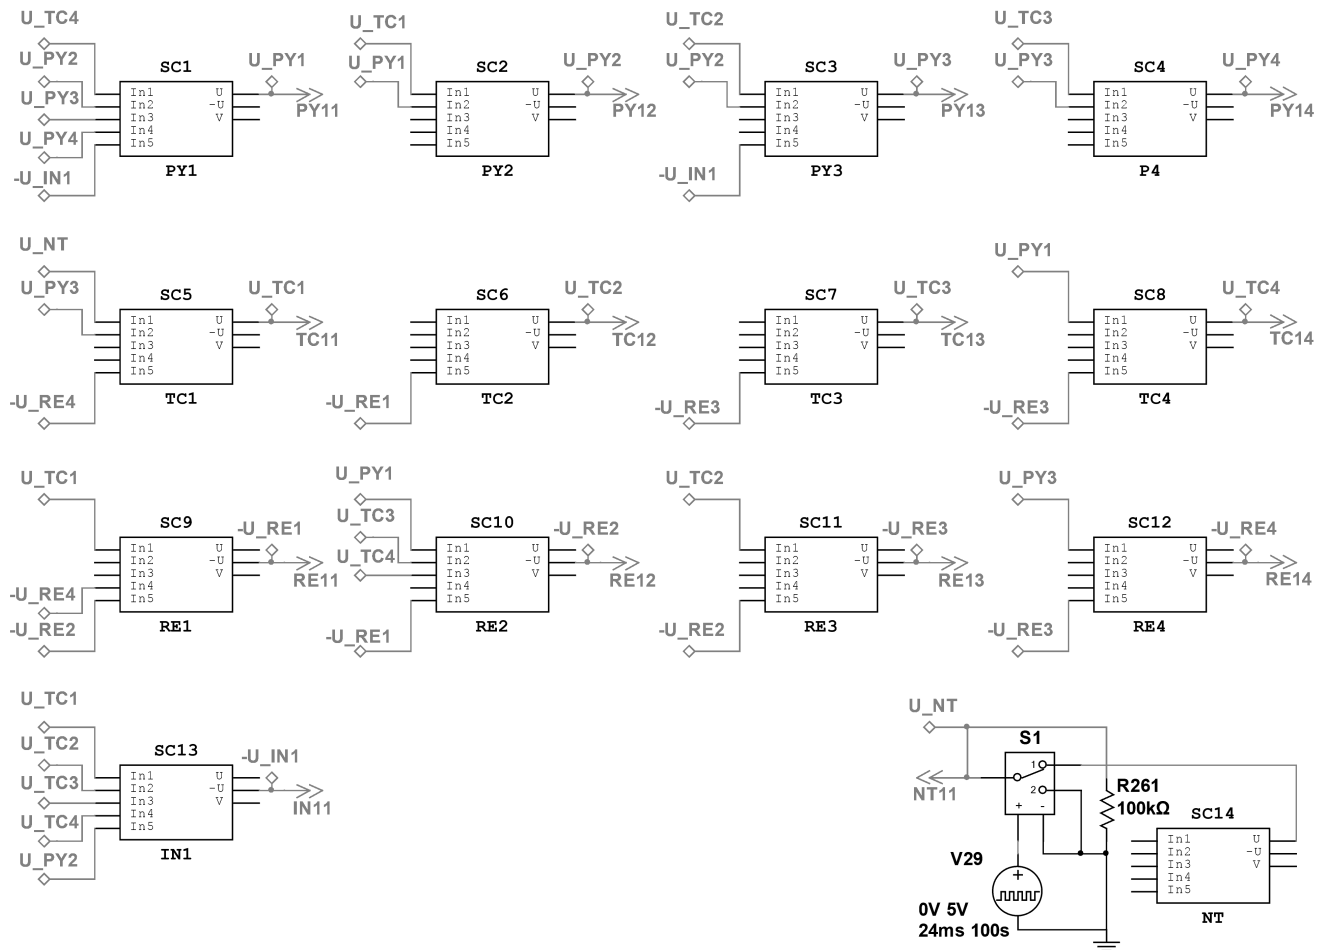 U_TC4
U_PY2
U_PY3
U_PY4
-U_IN1
SC1
In1
In2
In3
In4
In5
U
-U
V
PY1
U_PY1
PY11
U_TC1
U_PY1
SC2
In1
In2
In3
In4
In5
U
-U
V
PY2
U_PY2
PY12
U_TC2
U_PY2
-U_IN1
SC3
In1
In2
In3
In4
In5
U
-U
V
PY3
U_PY3
PY13
U_TC3
U_PY3
SC4
In1
In2
In3
In4
In5
U
-U
V
P4
U_PY4
PY14
U_NT
U_PY3
-U_RE4
SC5
In1
In2
In3
In4
In5
U
-U
V
TC1
U_TC1
TC11
-U_RE1
SC6
In1
In2
In3
In4
In5
U
-U
V
TC2
U_TC2
TC12
-U_RE3
SC7
In1
In2
In3
In4
In5
U
-U
V
TC3
U_TC3
TC13
U_PY1
-U_RE3
SC8
In1
In2
In3
In4
In5
U
-U
V
TC4
U_TC4
TC14
U_TC1
-U_RE4
-U_RE2
SC9
In1
In2
In3
In4
In5
U
-U
V
RE1
-U_RE1
RE11
U_PY1
U_TC3
U_TC4
-U_RE1
SC10
In1
In2
In3
In4
In5
U
-U
V
RE2
-U_RE2
RE12
U_TC2
-U_RE2
SC11
In1
In2
In3
In4
In5
U
-U
V
RE3
-U_RE3
RE13
U_PY3
-U_RE3
SC12
In1
In2
In3
In4
In5
U
-U
V
RE4
-U_RE4
RE14
U_TC1
U_TC2
U_TC3
U_TC4
U_PY2
SC13
In1
In2
In3
In4
In5
U
-U
V
IN1
-U_IN1
IN11
U_NT
NT11
S1
1
2
+
-
R261
100kΩ
V29
+
0V 5V
24ms 100s
SC14
In1
In2
In3
In4
In5
U
-U
V
NT